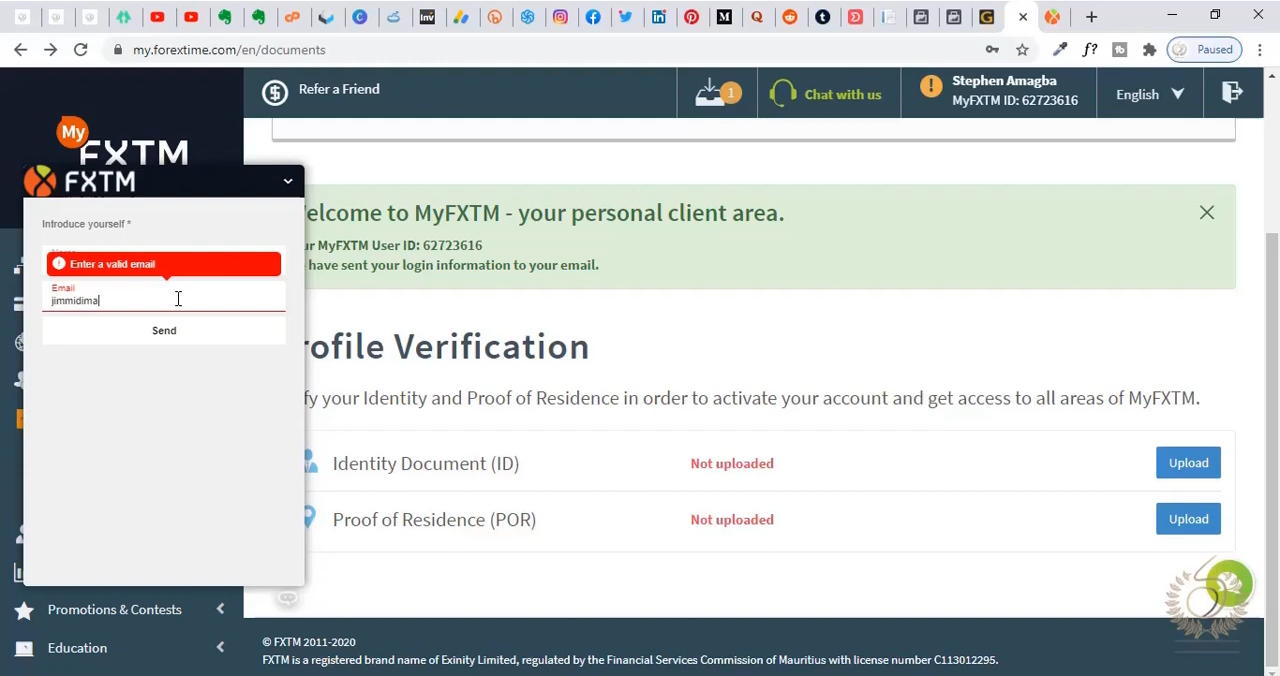 my.forextime.com/en/documents
Paused
Refer a Friend
1
Chat with us
Stephen Amagba
MyFXTM ID: 62723616
English
My
FXTM
FXTM
Introduce yourself *
Enter a valid email
Email
jimmidima
Send
elcome to MyFXTM - your personal client area.
ur MyFXTM User ID: 62723616
have sent your login information to your email.
rofile Verification
fy your Identity and Proof of Residence in order to activate your account and get access to all areas of MyFXTM.
Identity Document (ID)
Not uploaded
Upload
Proof of Residence (POR)
Not uploaded
Upload
Promotions & Contests
Education
© FXTM 2011-2020
FXTM is a registered brand name of Exinity Limited, regulated by the Financial Services Commission of Mauritius with license number C113012295.